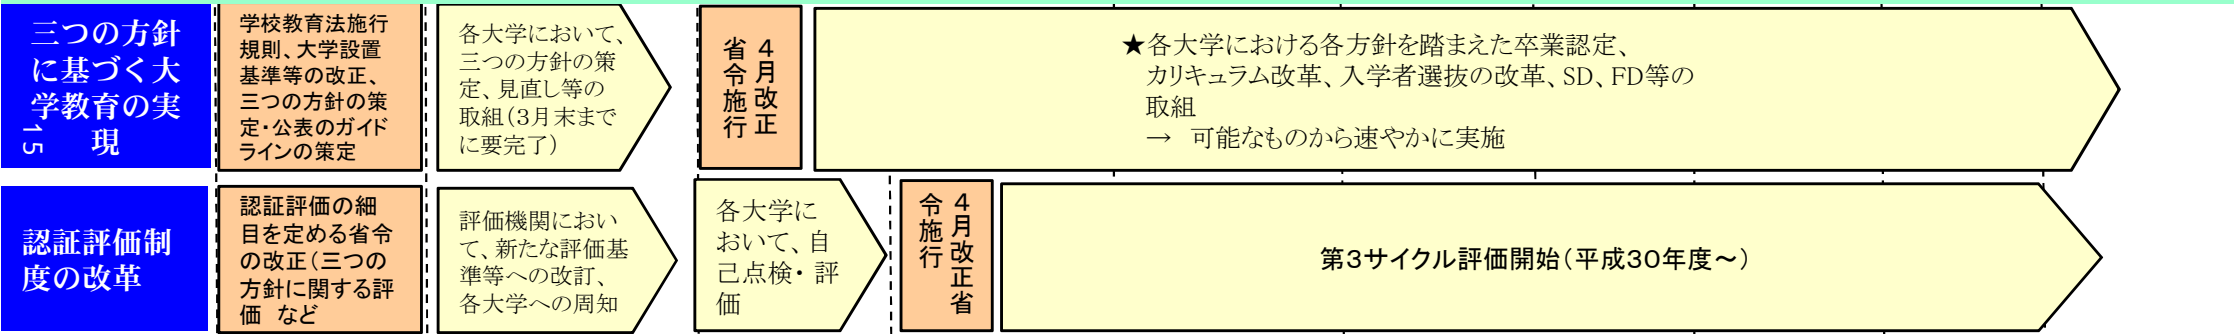 三つの方針
に基づく大
学教育の実
現
15
学校教育法施行
規則、大学設置
基準等の改正、
三つの方針の策
定・公表のガイド
ラインの策定
各大学において、
三つの方針の策
定、見直し等の
取組(3月末まで
に要完了)
4月改正
省令施行
★各大学における各方針を踏まえた卒業認定、
カリキュラム改革、入学者選抜の改革、SD、FD等の
取組
→ 可能なものから速やかに実施
認証評価制
度の改革
認証評価の細
目を定める省令
の改正(三つの
方針に関する評
価 など
評価機関におい
て、新たな評価基
準等への改訂、
各大学への周知
各大学に
おいて、自
己点検・評
価
4月改正省
令施行
第3サイクル評価開始(平成30年度~)